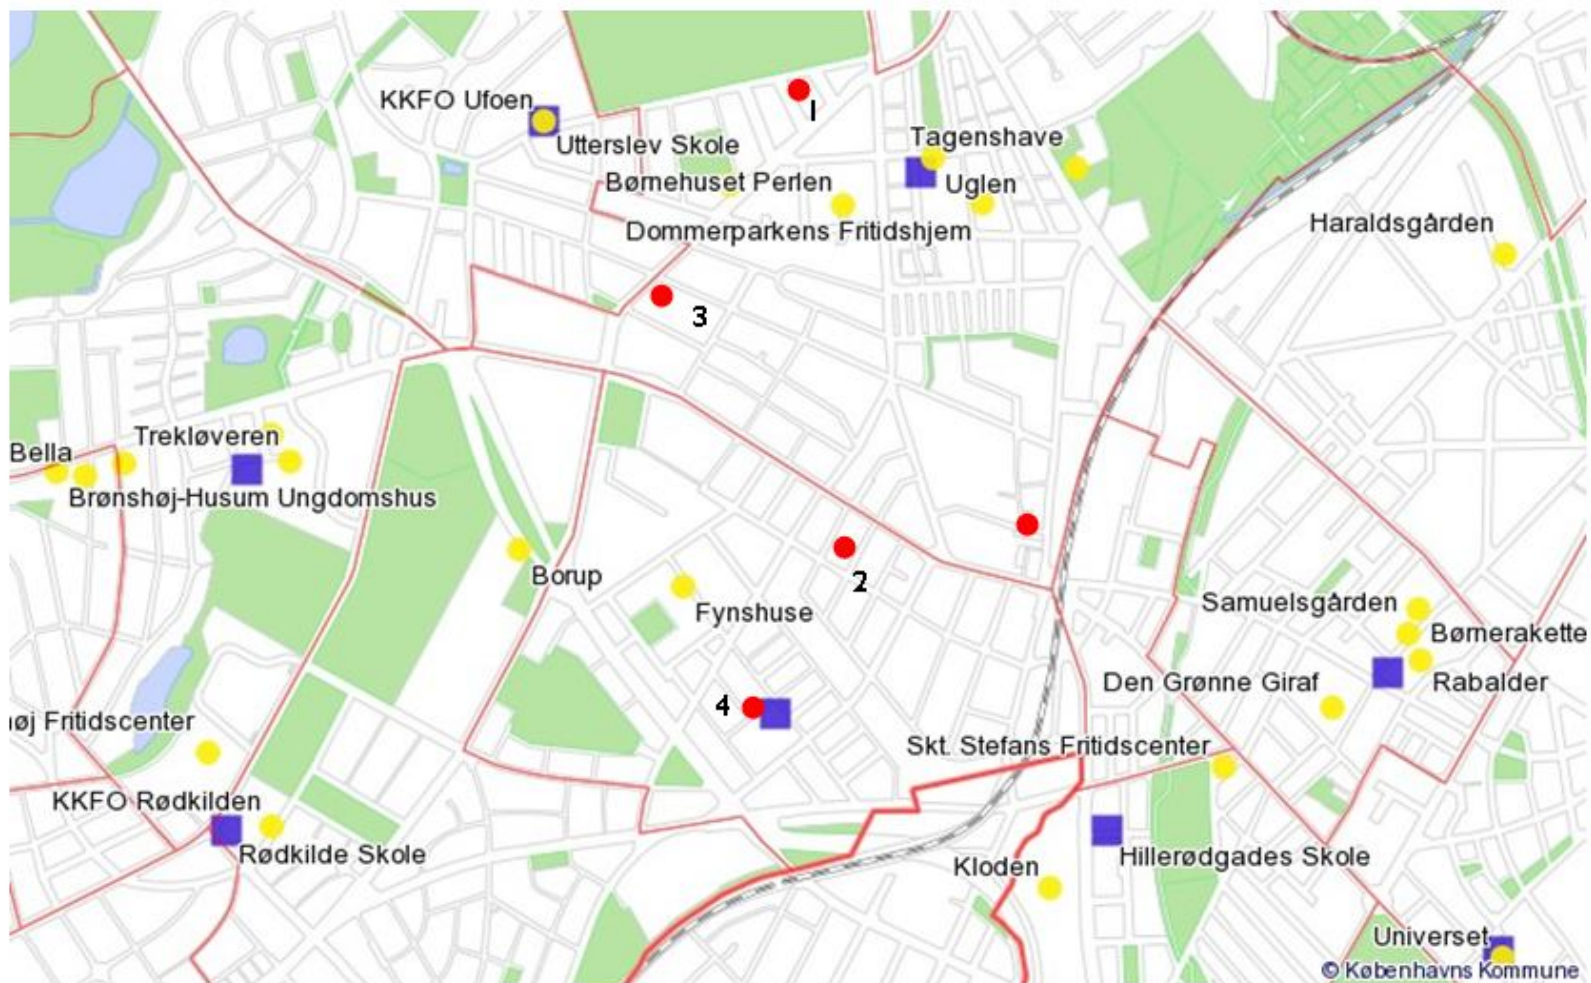 KKFO Ufoen
1
Utterslev Skole
Tagenshave
Børnehuset Perlen
Uglen
Dommerparkens Fritidshjem
Haraldsgården
3
Trekløveren
Bella
Brønshøj-Husum Ungdomshus
Borup
2
Fynshuse
Samuelsgården
Børnerakette
Den Grønne Giraf
Rabalder
4
høj Fritidscenter
Skt. Stefans Fritidscenter
KKFO Rødkilden
Rødkilde Skole
Hillerødgades Skole
Kloden
Universet
© Københavns Kommune